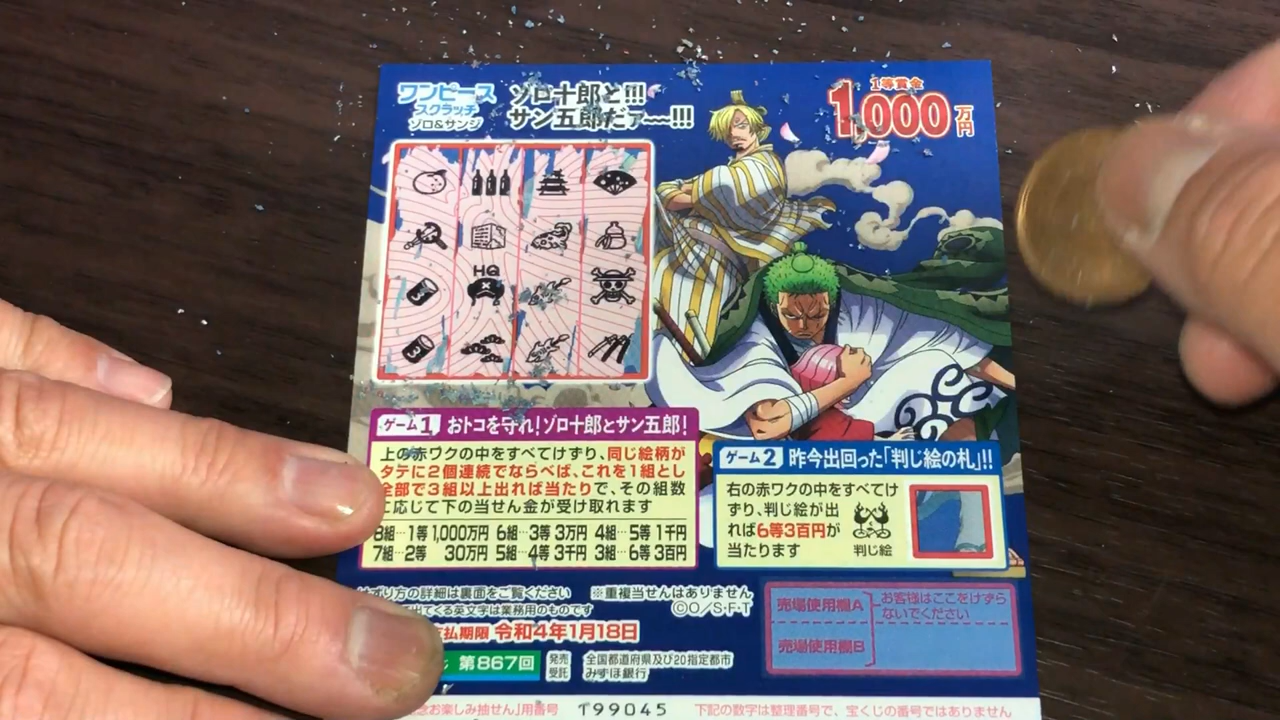 ワンピース
スクラッチ
ゾロ&サンジ
ゾロ十郎と!!!
サン五郎だァ~~!!!
1等賞金
1,000万円
HQ
ゲーム1 おトコを守れ!ゾロ十郎とサン五郎!
上の赤ワクの中をすべてけずり、同じ絵柄が
タテに2個連続でならべば、これを1組とし
全部で3組以上出れば当たりで、その組数
に応じて下の当せん金が受け取れます
8組…1等 1,000万円 6組…3等 3万円 4組…5等 1千円
7組…2等 30万円 5組…4等 3千円 3組…6等 3百円
ゲーム2 昨今出回った「判じ絵の札」!!
右の赤ワクの中をすべてけ
ずり、判じ絵が出
れば6等3百円が
当たります
判じ絵
けずり方の詳細は裏面をご覧ください ※重複当せんはありません
出てくる英文字は業務用のものです ©O/S・F・T
払期限 令和4年1月18日
第867回 発売 全国都道府県及び20指定都市
受託 みずほ銀行
売場使用欄A
売場使用欄B
お客様はここをけずら
ないでください
お楽しみ抽せん」用番号 199045 下記の数字は整理番号で、宝くじの番号ではありません